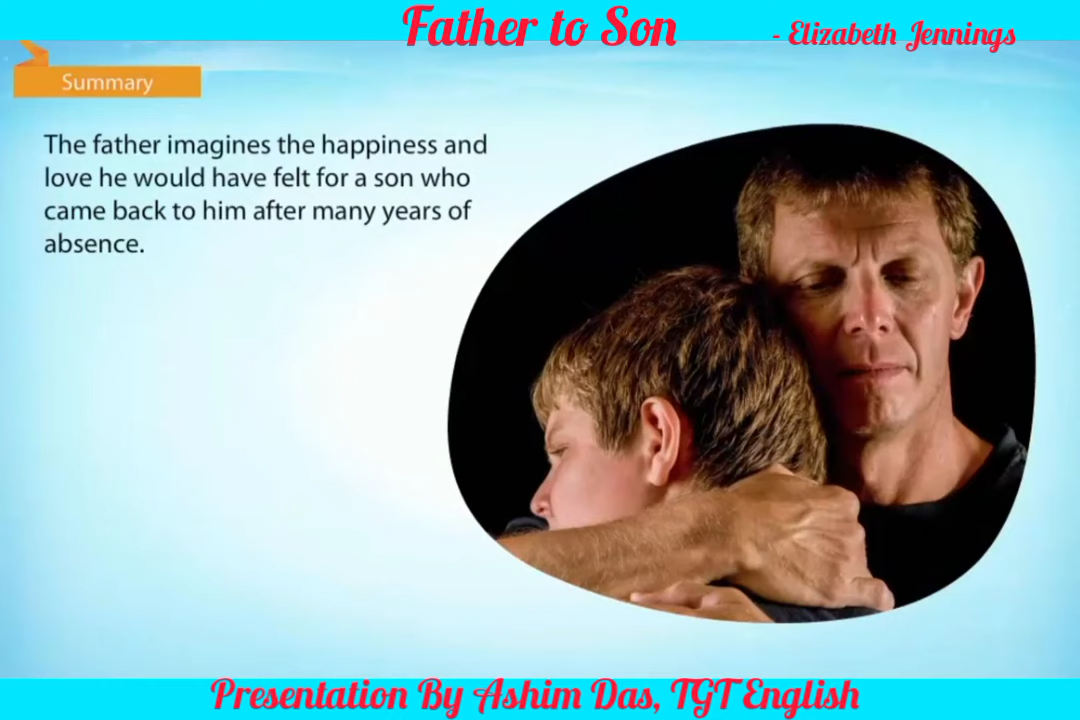 Father to Son
- Elizabeth Jennings
Summary
The father imagines the happiness and
love he would have felt for a son who
came back to him after many years of
absence.
Presentation By Ashim Das, TGT English